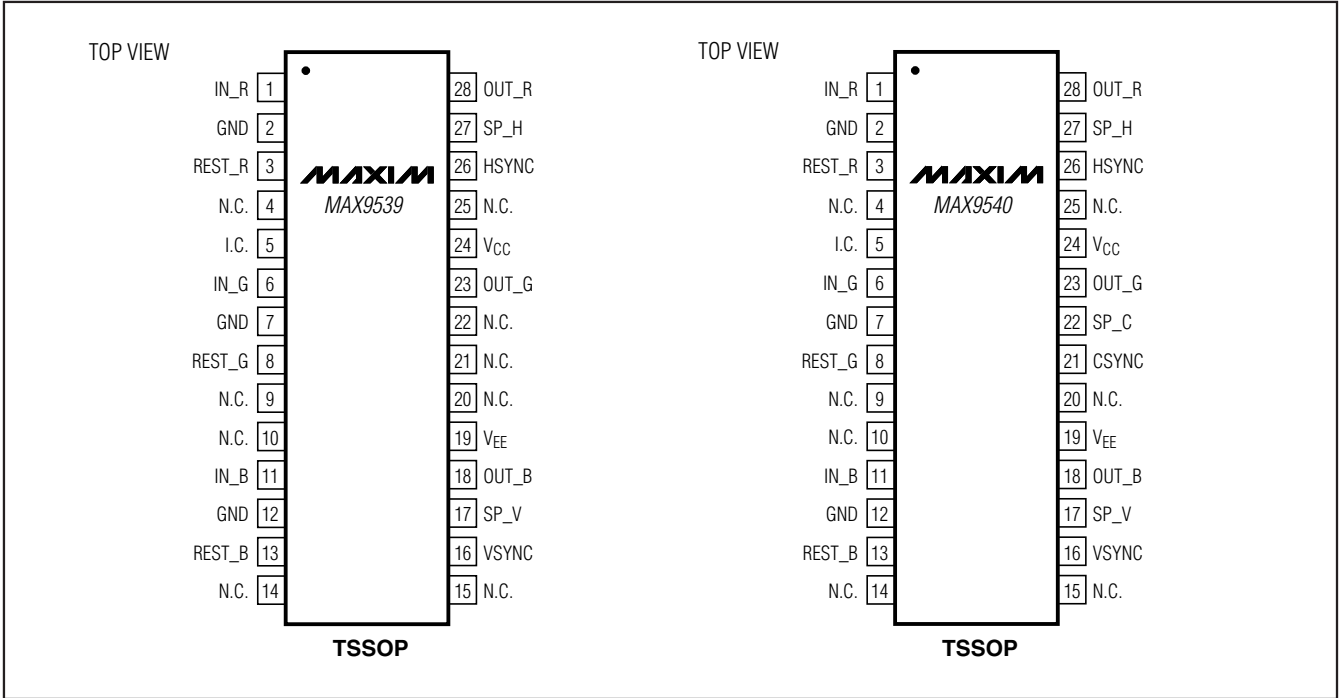 TOP VIEW
IN_R 1
GND 2
REST_R 3
N.C. 4
I.C. 5
IN_G 6
GND 7
REST_G 8
N.C. 9
N.C. 10
IN_B 11
GND 12
REST_B 13
N.C. 14
MAXIM
MAX9539
28 OUT_R
27 SP_H
26 HSYNC
25 N.C.
24 VCC
23 OUT_G
22 N.C.
21 N.C.
20 N.C.
19 VEE
18 OUT_B
17 SP_V
16 VSYNC
15 N.C.
TSSOP
TOP VIEW
IN_R 1
GND 2
REST_R 3
N.C. 4
I.C. 5
IN_G 6
GND 7
REST_G 8
N.C. 9
N.C. 10
IN_B 11
GND 12
REST_B 13
N.C. 14
MAXIM
MAX9540
28 OUT_R
27 SP_H
26 HSYNC
25 N.C.
24 VCC
23 OUT_G
22 SP_C
21 CSYNC
20 N.C.
19 VEE
18 OUT_B
17 SP_V
16 VSYNC
15 N.C.
TSSOP